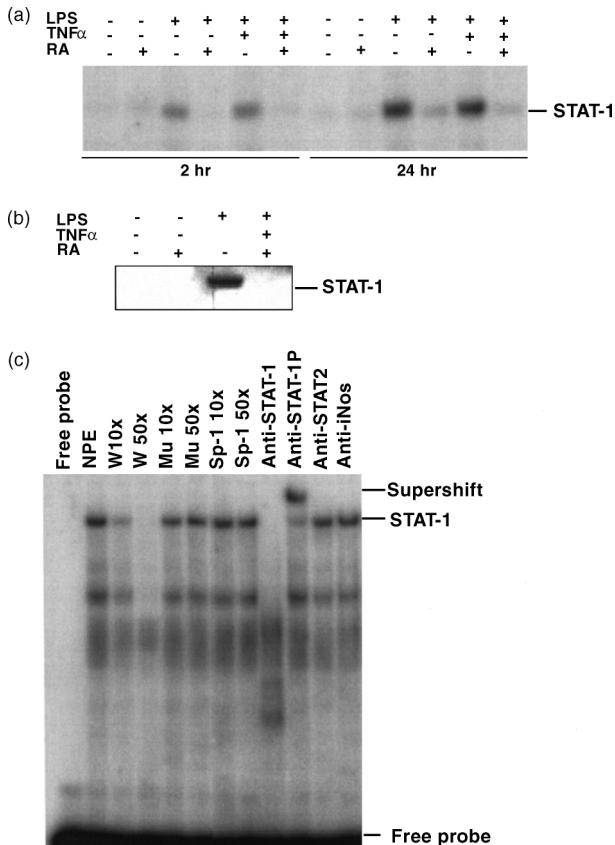 (a)
LPS - - + + + + - - + + + +
TNFα - - - - + + - - - - + +
RA - + - + - + - + - + - +
STAT-1
2 hr 24 hr
(b)
LPS - - + +
TNFα - - +
RA - + - +
STAT-1
(c)
Free probe
NPE
W10x
W 50x
Mu 10x
Mu 50x
Sp-1 10x
Sp-1 50x
Anti-STAT-1
Anti-STAT-1P
Anti-STAT2
Anti-iNos
Supershift
STAT-1
Free probe